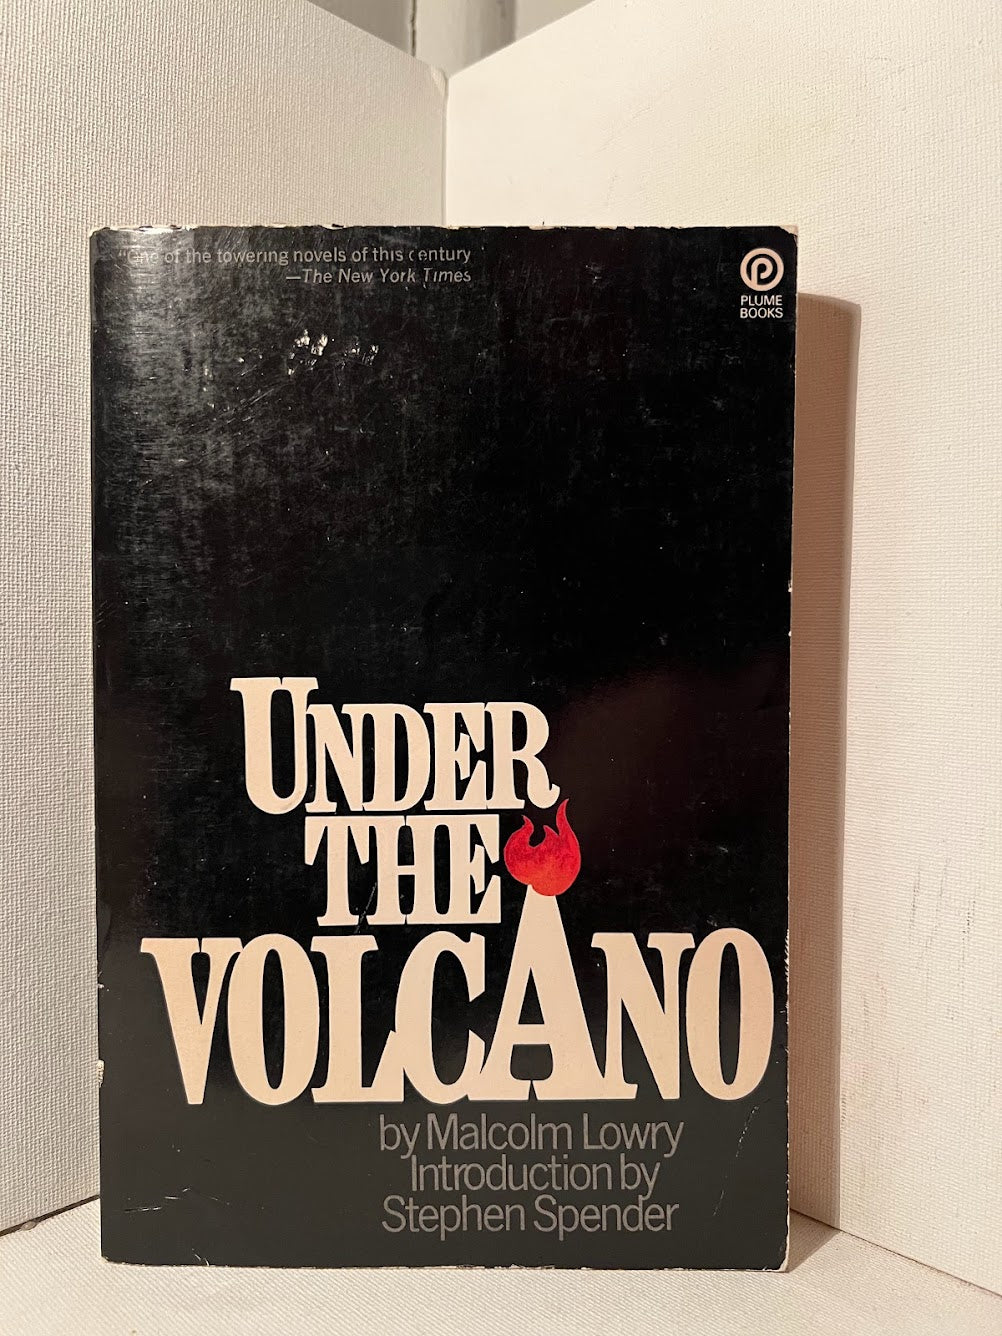 "One of the towering novels of this century
—The New York Times
PLUME
BOOKS
UNDER
THE
VOLCANO
by Malcolm Lowry
Introduction by
Stephen Spender